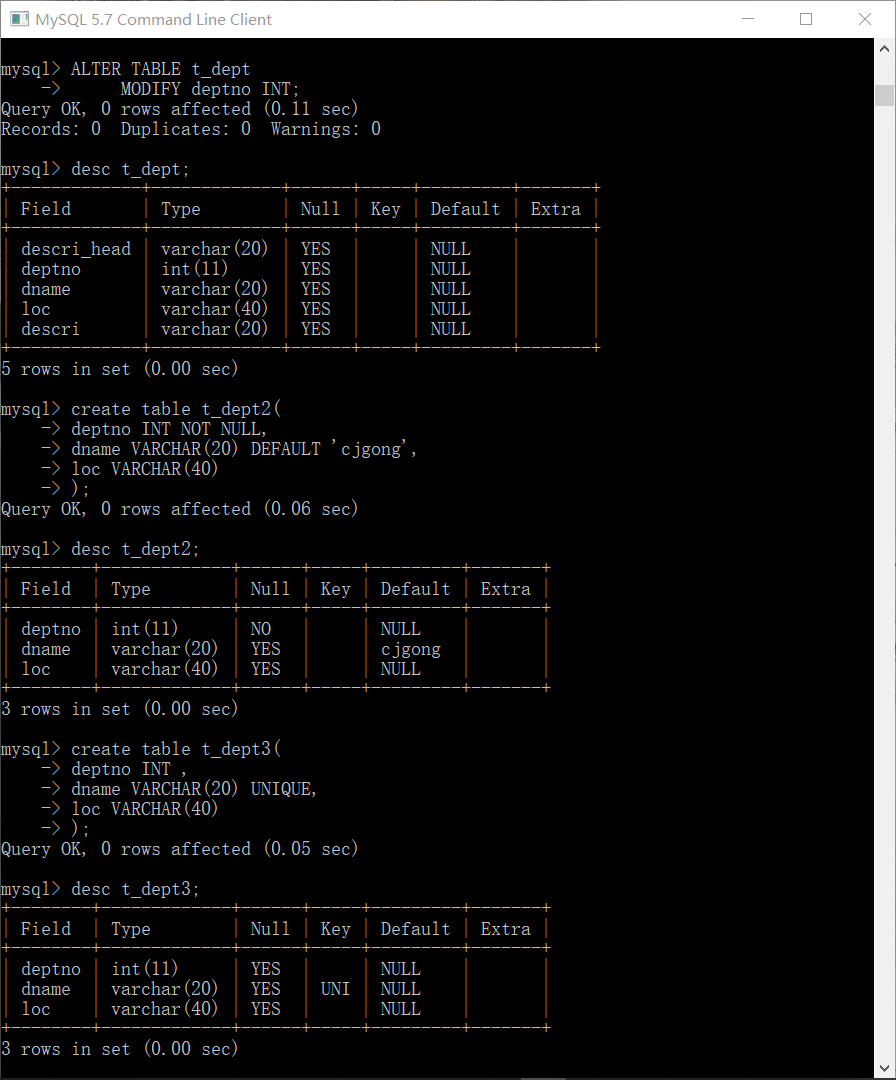 MySQL 5.7 Command Line Client
mysql> ALTER TABLE t_dept
    ->      MODIFY deptno INT;
Query OK, 0 rows affected (0.11 sec)
Records: 0  Duplicates: 0  Warnings: 0
mysql> desc t_dept;
+-------------+-------------+------+-----+---------+-------+
| Field       | Type        | Null | Key | Default | Extra |
+-------------+-------------+------+-----+---------+-------+
| descri_head | varchar(20) | YES  |     | NULL    |       |
| deptno      | int(11)     | YES  |     | NULL    |       |
| dname       | varchar(20) | YES  |     | NULL    |       |
| loc         | varchar(40) | YES  |     | NULL    |       |
| descri      | varchar(20) | YES  |     | NULL    |       |
+-------------+-------------+------+-----+---------+-------+
5 rows in set (0.00 sec)
mysql> create table t_dept2(
    -> deptno INT NOT NULL,
    -> dname VARCHAR(20) DEFAULT 'cjgong',
    -> loc VARCHAR(40)
    -> );
Query OK, 0 rows affected (0.06 sec)
mysql> desc t_dept2;
+--------+-------------+------+-----+---------+-------+
| Field  | Type        | Null | Key | Default | Extra |
+--------+-------------+------+-----+---------+-------+
| deptno | int(11)     | NO   |     | NULL    |       |
| dname  | varchar(20) | YES  |     | cjgong  |       |
| loc    | varchar(40) | YES  |     | NULL    |       |
+--------+-------------+------+-----+---------+-------+
3 rows in set (0.00 sec)
mysql> create table t_dept3(
    -> deptno INT ,
    -> dname VARCHAR(20) UNIQUE,
    -> loc VARCHAR(40)
    -> );
Query OK, 0 rows affected (0.05 sec)
mysql> desc t_dept3;
+--------+-------------+------+-----+---------+-------+
| Field  | Type        | Null | Key | Default | Extra |
+--------+-------------+------+-----+---------+-------+
| deptno | int(11)     | YES  |     | NULL    |       |
| dname  | varchar(20) | YES  | UNI | NULL    |       |
| loc    | varchar(40) | YES  |     | NULL    |       |
+--------+-------------+------+-----+---------+-------+
3 rows in set (0.00 sec)